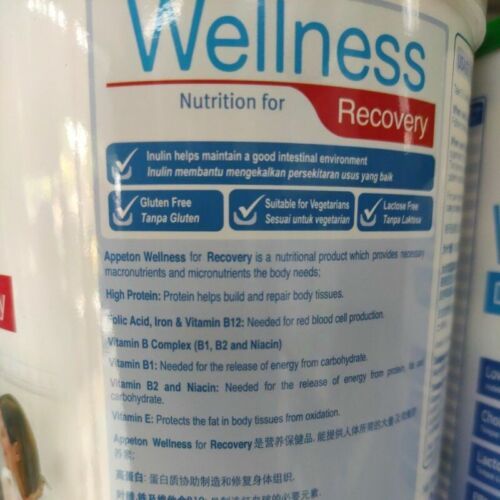 Wellness
Nutrition for Recovery
Inulin helps maintain a good intestinal environment
Inulin membantu mengekalkan persekitaran usus yang baik
Gluten Free
Tanpa Gluten
Suitable for Vegetarians
Sesuai untuk vegetarian
Lactose Free
Tanpa Laktosa
Appeton Wellness for Recovery is a nutritional product which provides necessary
macronutrients and micronutrients the body needs;
High Protein: Protein helps build and repair body tissues.
Folic Acid, Iron & Vitamin B12: Needed for red blood cell production.
Vitamin B Complex (B1, B2 and Niacin)
Vitamin B1: Needed for the release of energy from carbohydrate.
Vitamin B2 and Niacin: Needed for the release of energy from protein, fat and
carbohydrate.
Vitamin E: Protects the fat in body tissues from oxidation.
Appeton Wellness for Recovery 是营养保健品, 能提供人体所需的大量及微量营
养素;
高蛋白: 蛋白质协助制造和修复身体组织。